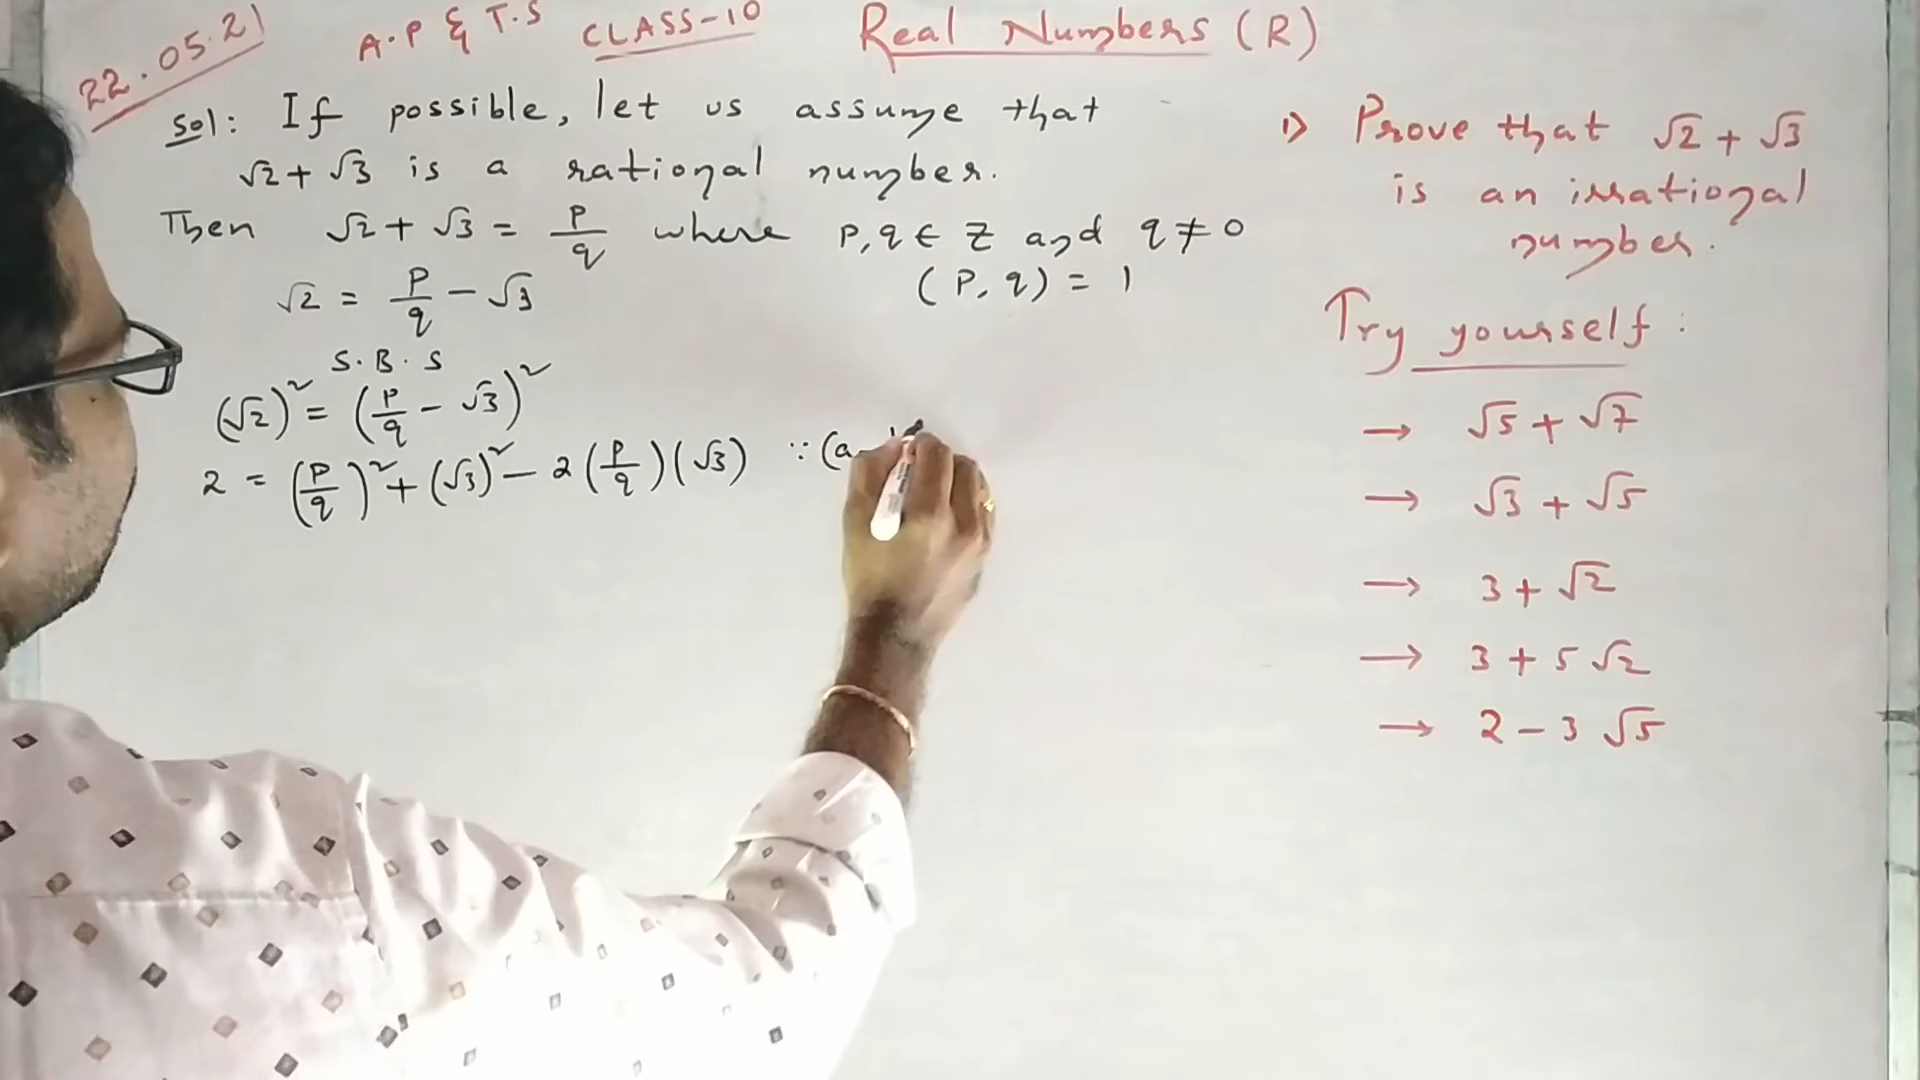 22.05.21
A.P & T.S CLASS-10 Real Numbers (R)
Sol: If possible, let us assume that
√2 + √3 is a rational number.
Then √2 + √3 = p/q where p, q ∈ Z and q ≠ 0
√2 = p/q − √3 (p, q) = 1
S.B.S
(√2)² = (p/q − √3)²
2 = (p/q)² + (√3)² − 2(p/q)(√3) ∵ (a-
1) Prove that √2 + √3
is an irrational
number.
Try yourself:
→ √5 + √7
→ √3 + √5
→ 3 + √2
→ 3 + 5√2
→ 2 − 3√5